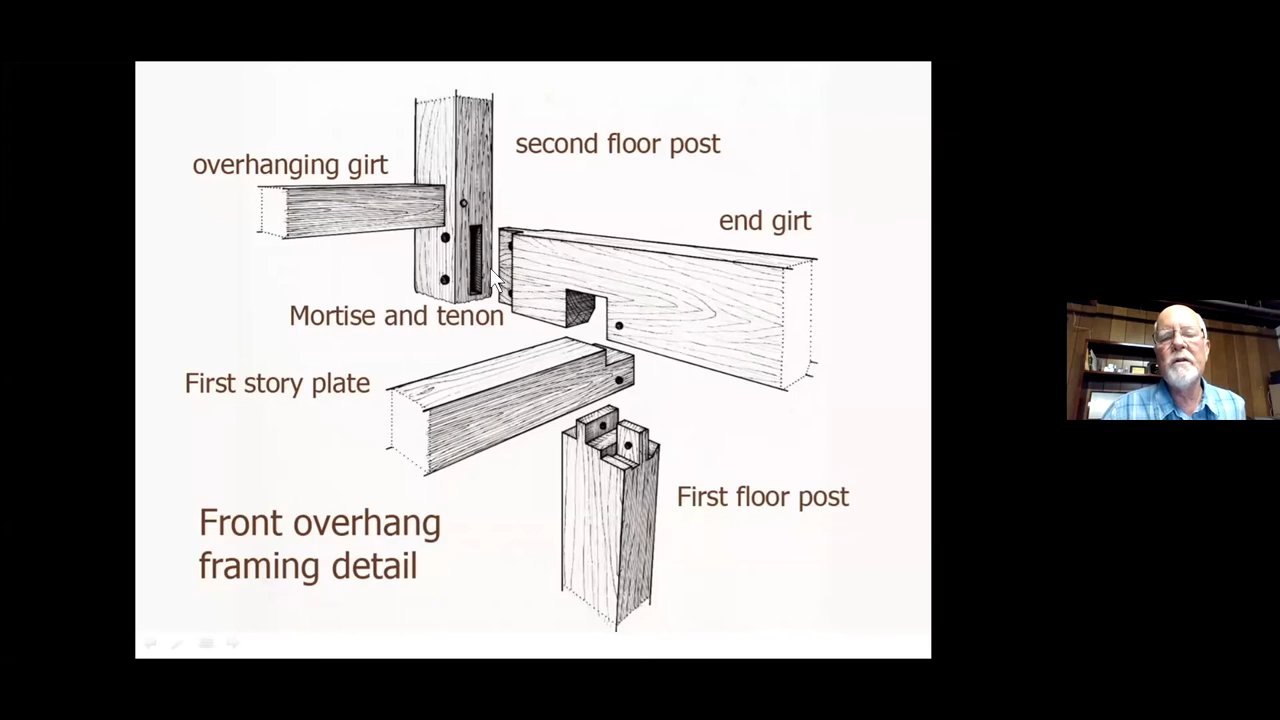 second floor post
overhanging girt
end girt
Mortise and tenon
First story plate
First floor post
Front overhang
framing detail